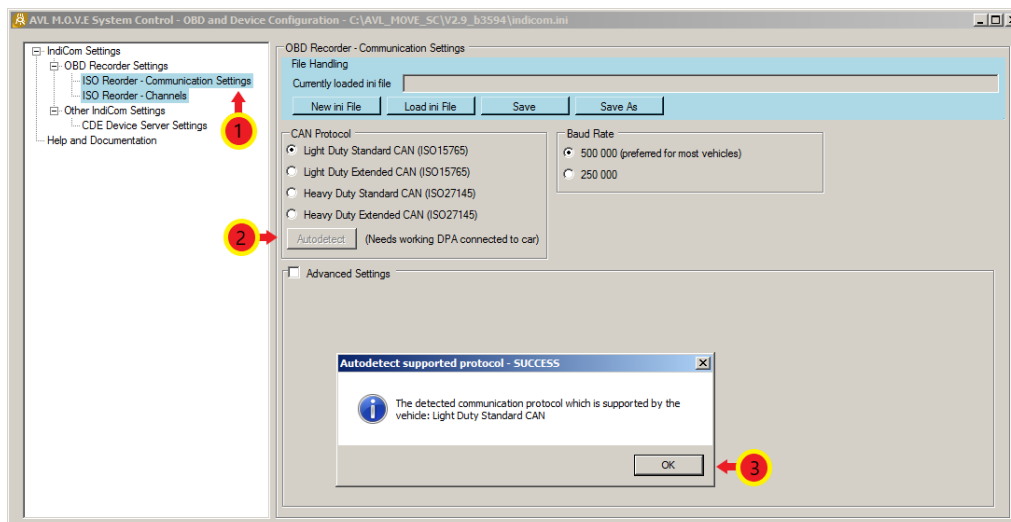 AVL M.O.V.E System Control - OBD and Device Configuration - C:\AVL_MOVE_SC\V2.9_b3594\indicom.ini
IndiCom Settings
OBD Recorder Settings
ISO Reorder - Communication Settings
ISO Reorder - Channels
Other IndiCom Settings
CDE Device Server Settings
Help and Documentation
1
OBD Recorder - Communication Settings
File Handling
Currently loaded ini file
New ini File Load ini File Save Save As
CAN Protocol
Light Duty Standard CAN (ISO15765)
Light Duty Extended CAN (ISO15765)
Heavy Duty Standard CAN (ISO27145)
Heavy Duty Extended CAN (ISO27145)
2
Autodetect (Needs working DPA connected to car)
Baud Rate
500 000 (preferred for most vehicles)
250 000
Advanced Settings
Autodetect supported protocol - SUCCESS
The detected communication protocol which is supported by the
vehicle: Light Duty Standard CAN
OK
3